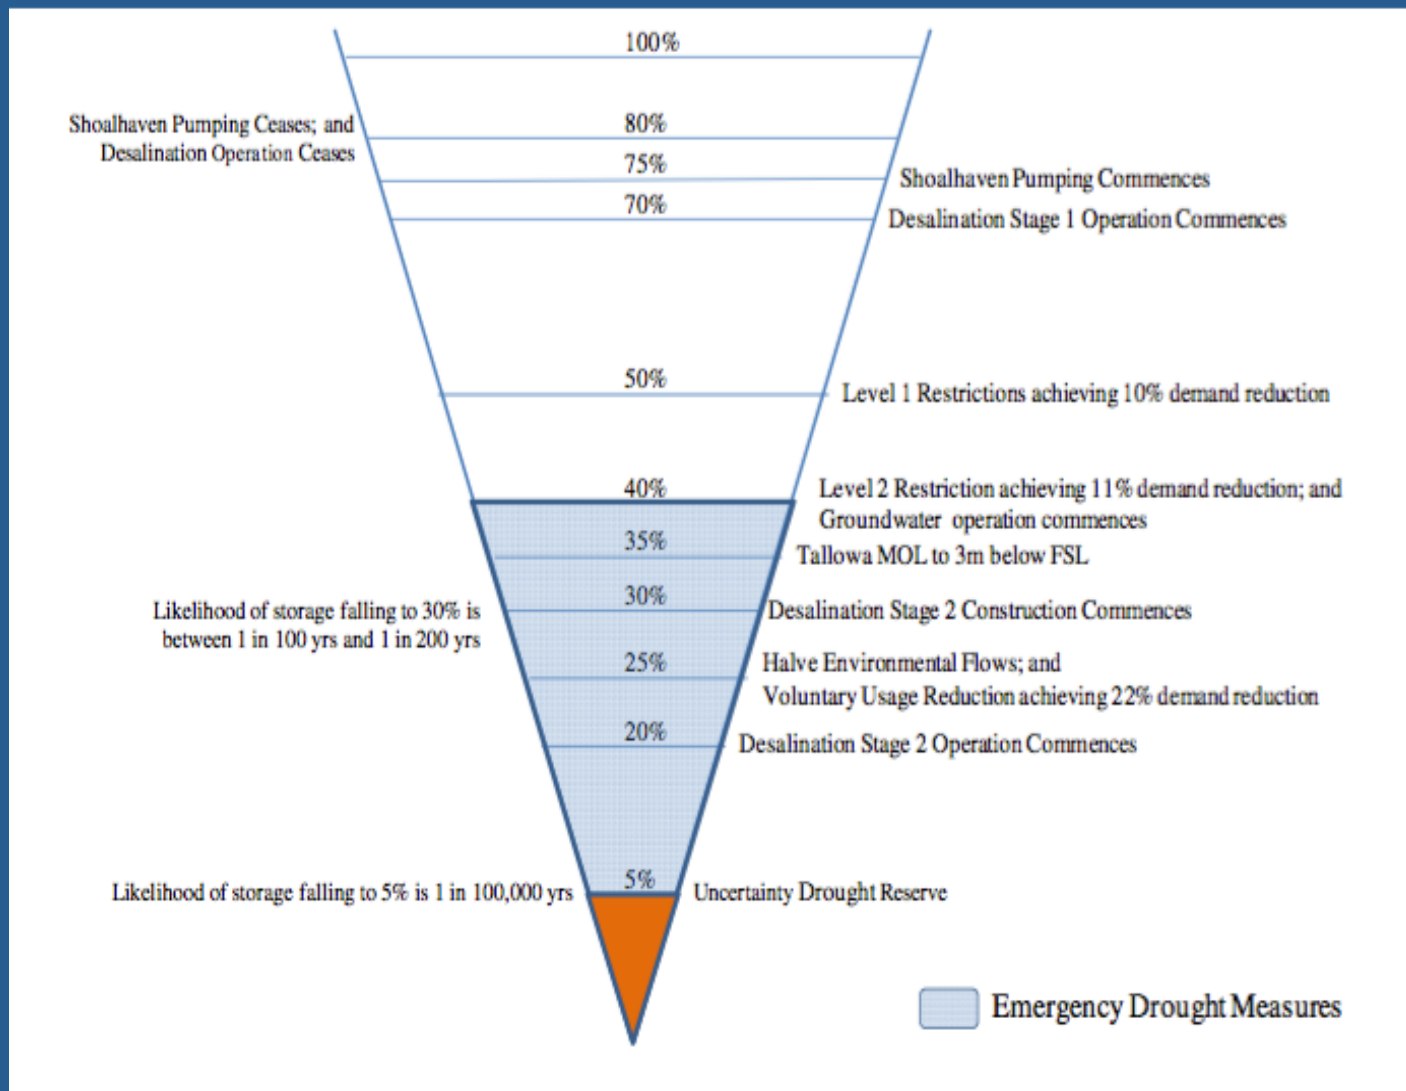 100%
Shoalhaven Pumping Ceases; and
Desalination Operation Ceases
80%
75%
Shoalhaven Pumping Commences
70%
Desalination Stage 1 Operation Commences
50%
Level 1 Restrictions achieving 10% demand reduction
40%
Level 2 Restriction achieving 11% demand reduction; and
Groundwater operation commences
35%
Tallowa MOL to 3m below FSL
30%
Likelihood of storage falling to 30% is
between 1 in 100 yrs and 1 in 200 yrs
Desalination Stage 2 Construction Commences
25%
Halve Environmental Flows; and
Voluntary Usage Reduction achieving 22% demand reduction
20%
Desalination Stage 2 Operation Commences
5%
Likelihood of storage falling to 5% is 1 in 100,000 yrs
Uncertainty Drought Reserve
Emergency Drought Measures